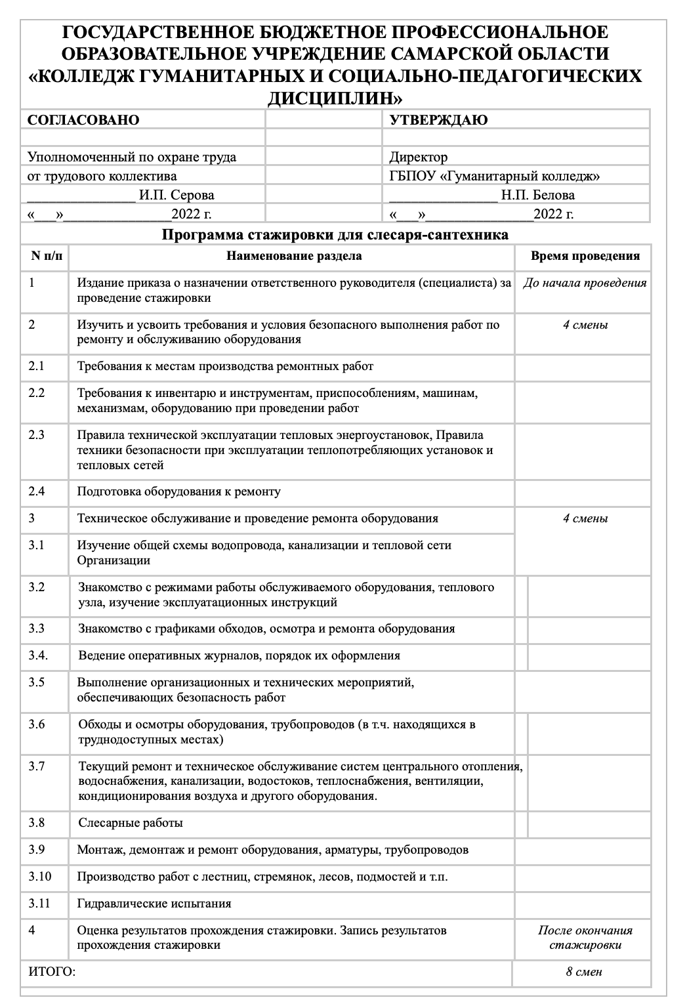 ГОСУДАРСТВЕННОЕ БЮДЖЕТНОЕ ПРОФЕССИОНАЛЬНОЕ
ОБРАЗОВАТЕЛЬНОЕ УЧРЕЖДЕНИЕ САМАРСКОЙ ОБЛАСТИ
«КОЛЛЕДЖ ГУМАНИТАРНЫХ И СОЦИАЛЬНО-ПЕДАГОГИЧЕСКИХ
ДИСЦИПЛИН»
СОГЛАСОВАНО УТВЕРЖДАЮ
Уполномоченный по охране труда Директор
от трудового коллектива ГБПОУ «Гуманитарный колледж»
_______________ И.П. Серова _______________ Н.П. Белова
«___»_______________2022 г. «___»_______________2022 г.
Программа стажировки для слесаря-сантехника
N п/п Наименование раздела Время проведения
1 Издание приказа о назначении ответственного руководителя (специалиста) за До начала проведения
проведение стажировки
2 Изучить и усвоить требования и условия безопасного выполнения работ по 4 смены
ремонту и обслуживанию оборудования
2.1 Требования к местам производства ремонтных работ
2.2 Требования к инвентарю и инструментам, приспособлениям, машинам,
механизмам, оборудованию при проведении работ
2.3 Правила технической эксплуатации тепловых энергоустановок, Правила
техники безопасности при эксплуатации теплопотребляющих установок и
тепловых сетей
2.4 Подготовка оборудования к ремонту
3 Техническое обслуживание и проведение ремонта оборудования 4 смены
3.1 Изучение общей схемы водопровода, канализации и тепловой сети
Организации
3.2 Знакомство с режимами работы обслуживаемого оборудования, теплового
узла, изучение эксплуатационных инструкций
3.3 Знакомство с графиками обходов, осмотра и ремонта оборудования
3.4. Ведение оперативных журналов, порядок их оформления
3.5 Выполнение организационных и технических мероприятий,
обеспечивающих безопасность работ
3.6 Обходы и осмотры оборудования, трубопроводов (в т.ч. находящихся в
труднодоступных местах)
3.7 Текущий ремонт и техническое обслуживание систем центрального отопления,
водоснабжения, канализации, водостоков, теплоснабжения, вентиляции,
кондиционирования воздуха и другого оборудования.
3.8 Слесарные работы
3.9 Монтаж, демонтаж и ремонт оборудования, арматуры, трубопроводов
3.10 Производство работ с лестниц, стремянок, лесов, подмостей и т.п.
3.11 Гидравлические испытания
4 Оценка результатов прохождения стажировки. Запись результатов После окончания
прохождения стажировки стажировки
ИТОГО: 8 смен